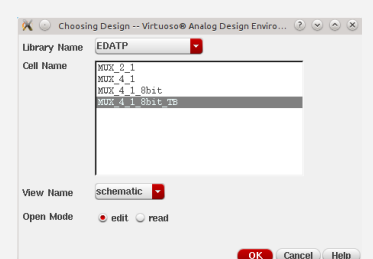 Choosing Design -- Virtuoso® Analog Design Enviro...
Library Name EDATP
Cell Name
MUX_2_1
MUX_4_1
MUX_4_1_8bit
MUX_4_1_8bit_TB
View Name schematic
Open Mode edit read
OK Cancel Help